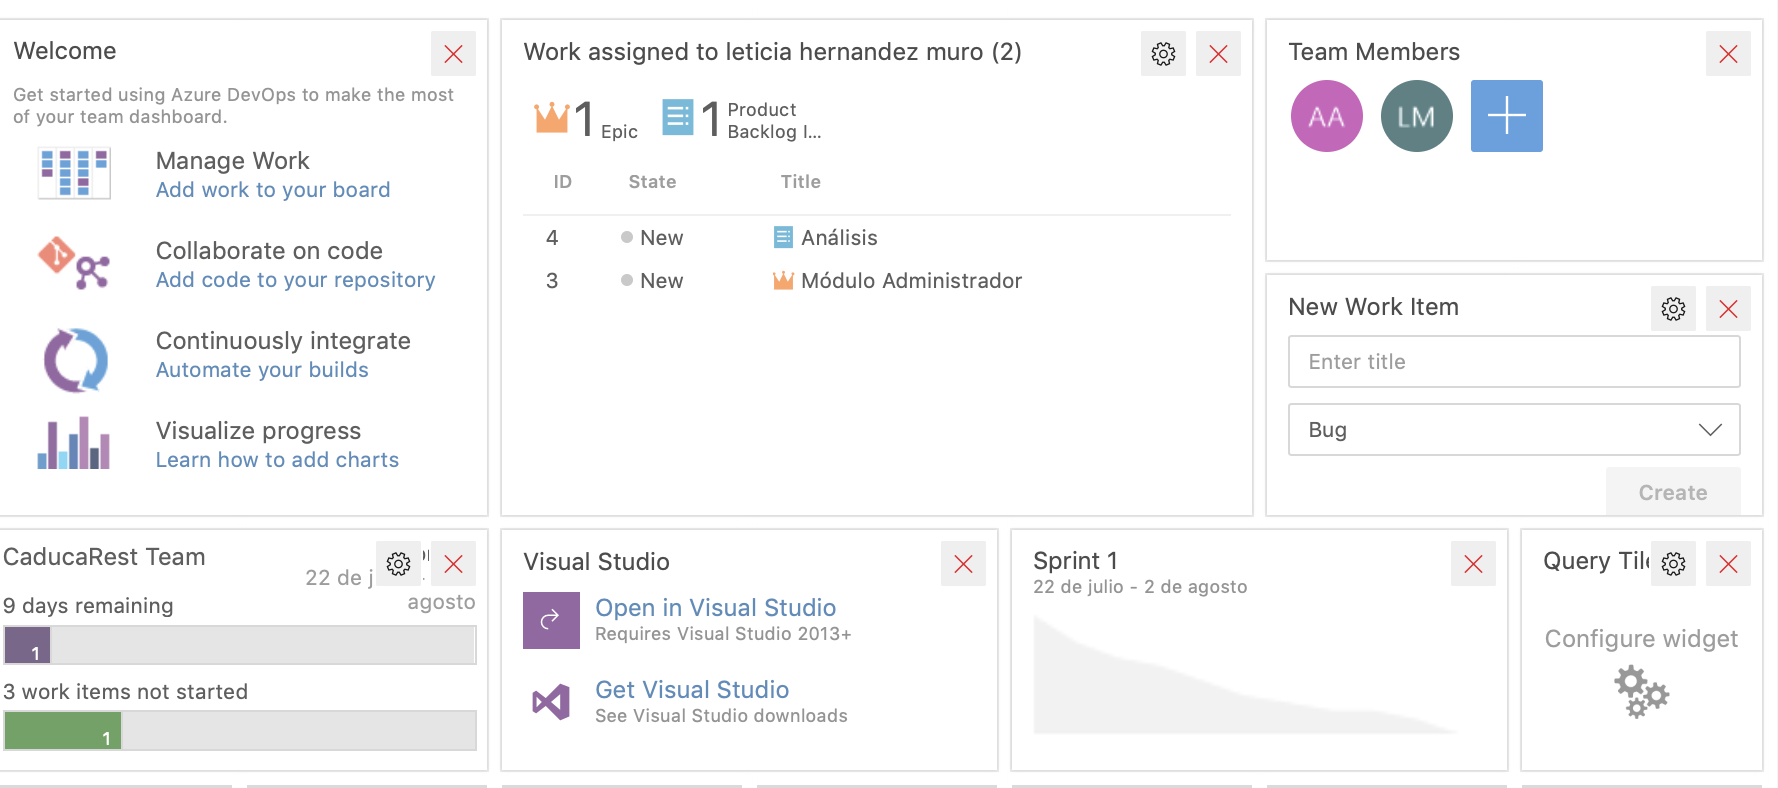 Welcome
Get started using Azure DevOps to make the most
of your team dashboard.
Manage Work
Add work to your board
Collaborate on code
Add code to your repository
Continuously integrate
Automate your builds
Visualize progress
Learn how to add charts
Work assigned to leticia hernandez muro (2)
1 Epic
1 Product
Backlog I...
ID State Title
4 New Análisis
3 New Módulo Administrador
Team Members
AA LM
New Work Item
Enter title
Bug
Create
CaducaRest Team
22 de
agosto
9 days remaining
1
3 work items not started
1
Visual Studio
Open in Visual Studio
Requires Visual Studio 2013+
Get Visual Studio
See Visual Studio downloads
Sprint 1
22 de julio - 2 de agosto
Query
Configure widget